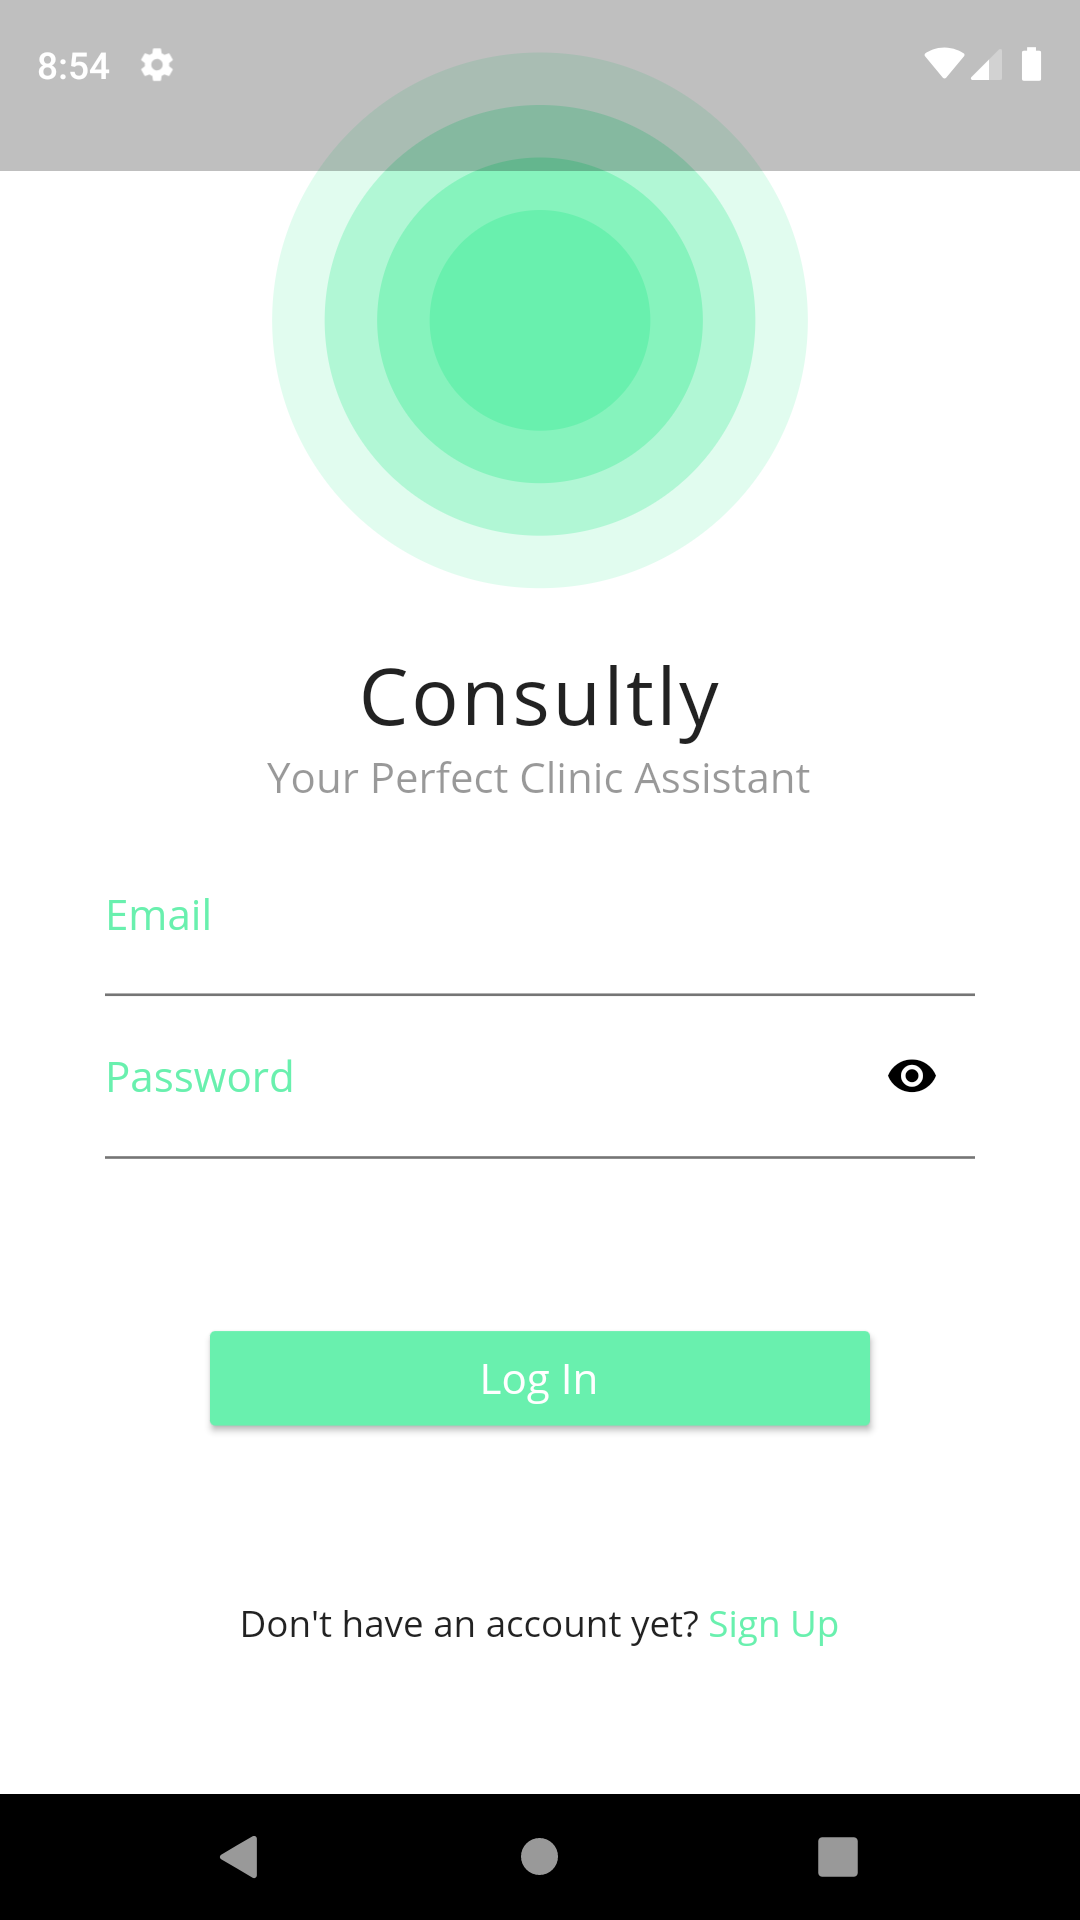 8:54
Consultly
Your Perfect Clinic Assistant
Email
Password
Log In
Don't have an account yet? Sign Up